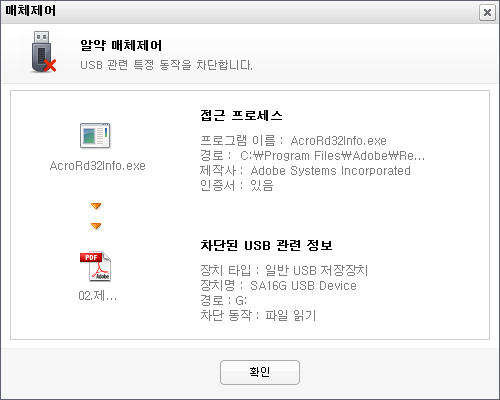 매체제어
알약 매체제어
USB 관련 특정 동작을 차단합니다.
접근 프로세스
프로그램 이름 : AcroRd32Info.exe
경로 : C:\Program Files\Adobe\Re...
제작사 : Adobe Systems Incorporated
인증서 : 있음
AcroRd32Info.exe
차단된 USB 관련 정보
장치 타입 : 일반 USB 저장장치
장치명 : SA16G USB Device
경로 : G:
차단 동작 : 파일 읽기
PDF
Adobe
02.제...
확인